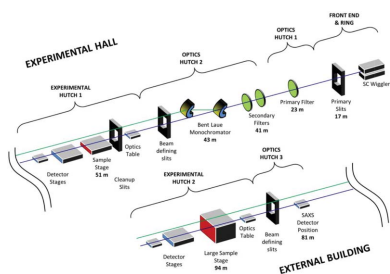 EXPERIMENTAL HALL
FRONT END
& RING
OPTICS
HUTCH 1
OPTICS
HUTCH 2
EXPERIMENTAL
HUTCH 1
SC Wiggler
Primary
Slits
17 m
Primary Filter
23 m
Secondary
Filters
41 m
Bent Laue
Monochromator
43 m
Beam
defining
slits
Optics
Table
Cleanup
Slits
Sample
Stage
51 m
Detector
Stages
OPTICS
HUTCH 3
EXPERIMENTAL
HUTCH 2
SAXS
Detector
Position
81 m
Beam
defining
slits
Optics
Table
Large Sample
Stage
94 m
Detector
Stages
EXTERNAL BUILDING